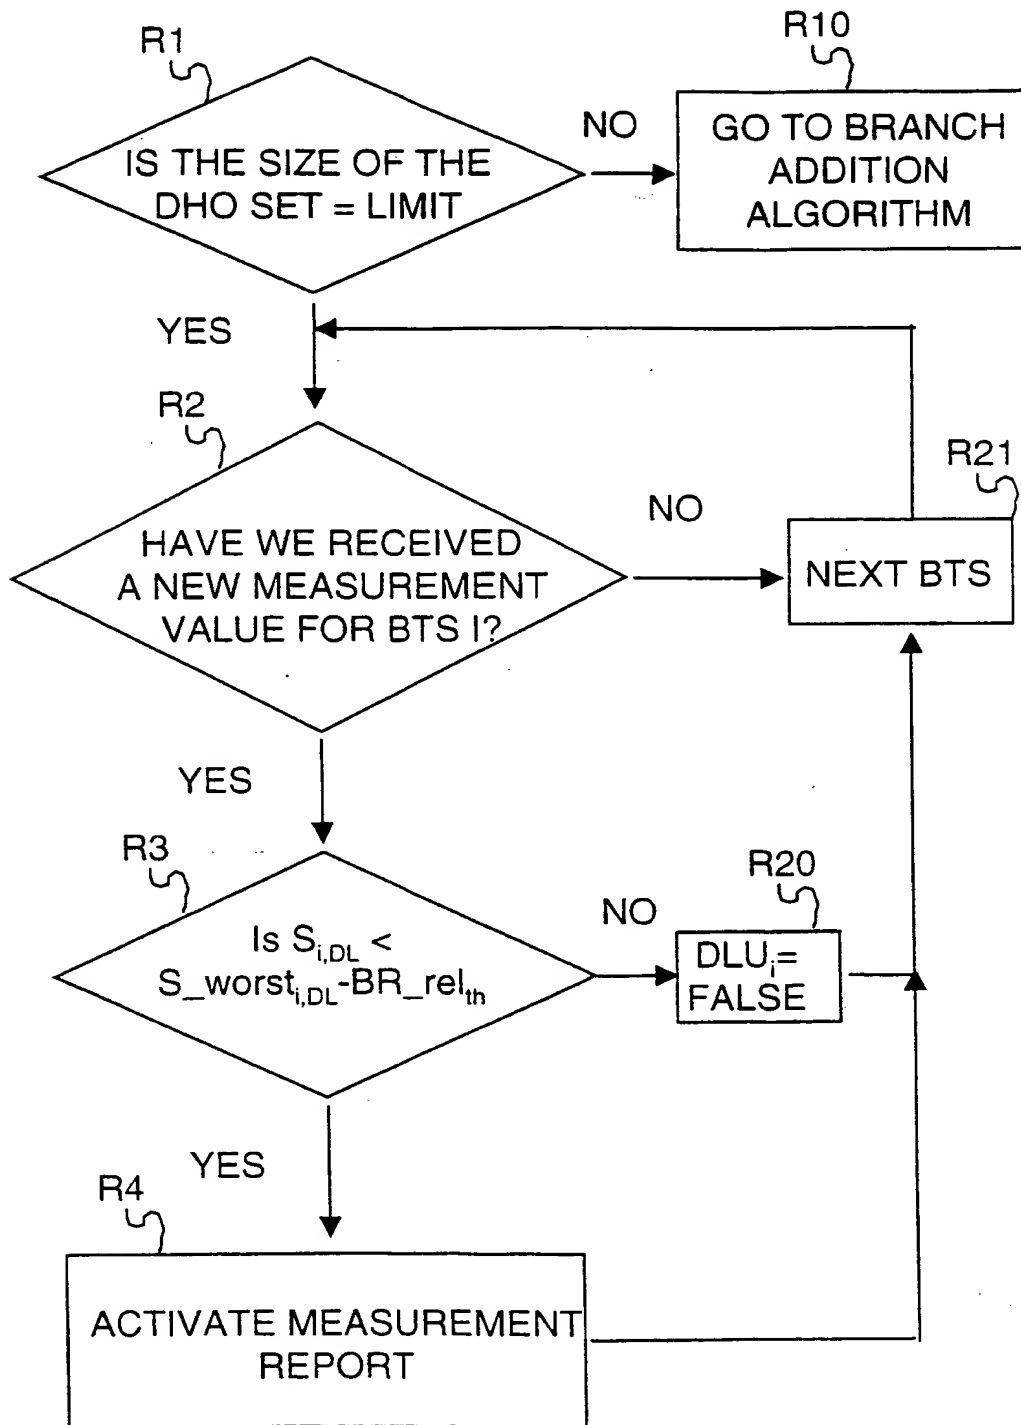 R1
R10
IS THE SIZE OF THE
DHO SET = LIMIT
NO
GO TO BRANCH
ADDITION
ALGORITHM
YES
R2
R21
NO
HAVE WE RECEIVED
A NEW MEASUREMENT
VALUE FOR BTS I?
NEXT BTS
YES
R3
R20
NO
Is S_{i,DL} <
S_worst_{i,DL}-BR_rel_{th}
DLU_i=
FALSE
YES
R4
ACTIVATE MEASUREMENT
REPORT